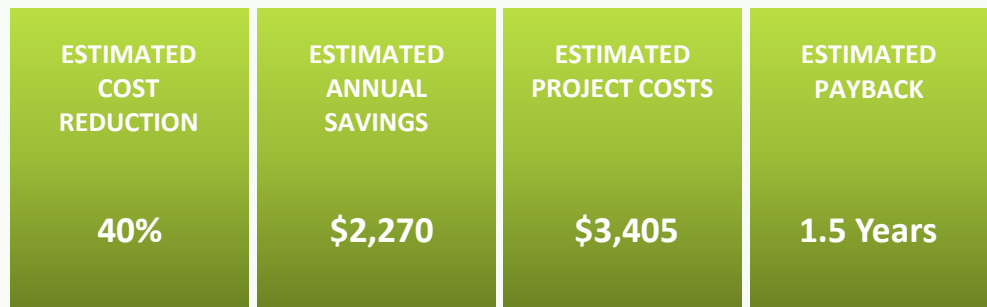 ESTIMATED
COST
REDUCTION
40%
ESTIMATED
ANNUAL
SAVINGS
$2,270
ESTIMATED
PROJECT COSTS
$3,405
ESTIMATED
PAYBACK
1.5 Years